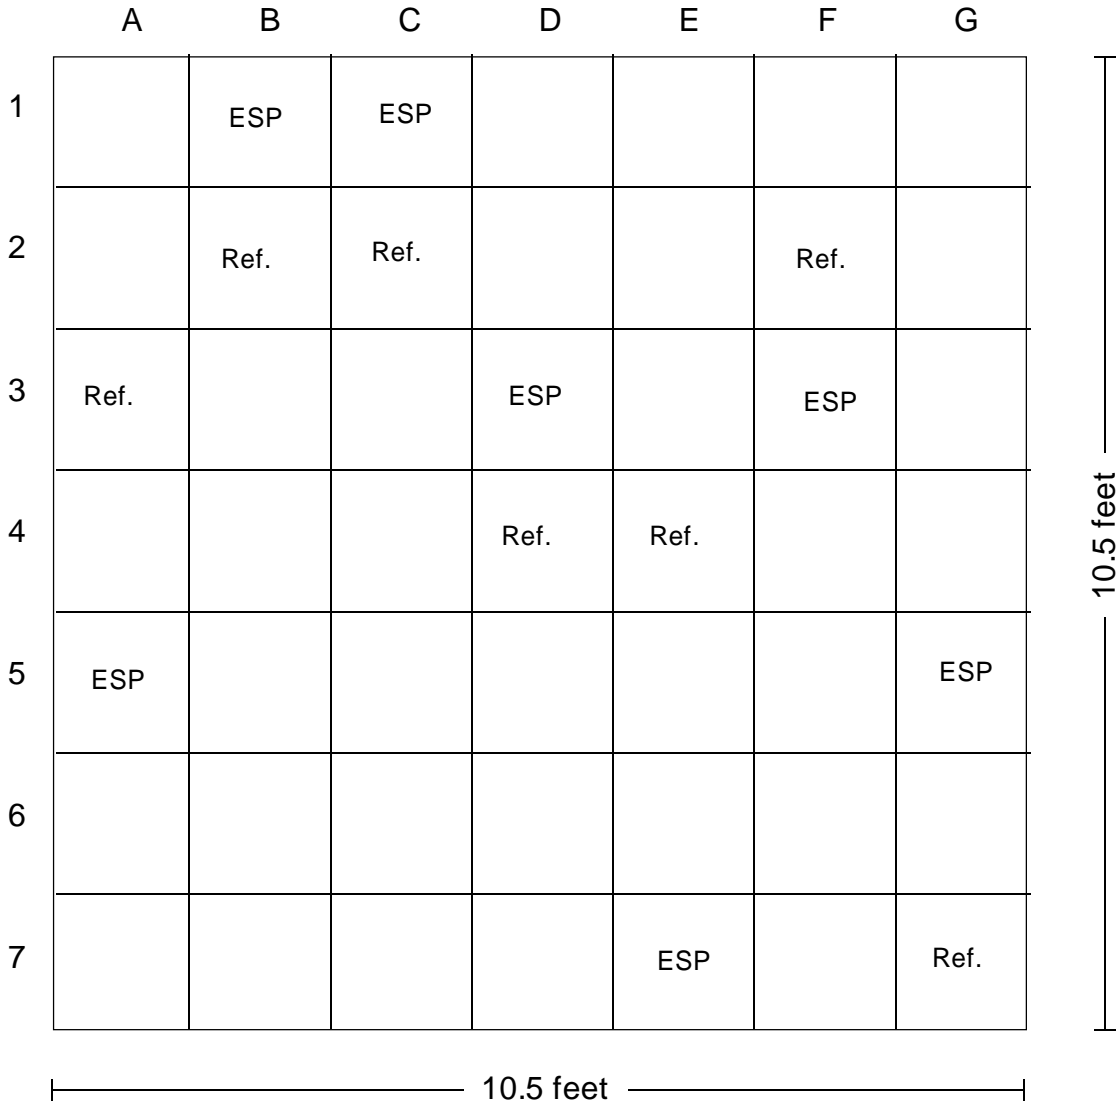 A B C D E F G
1 ESP ESP
2 Ref. Ref. Ref.
3 Ref. ESP ESP
4 Ref. Ref.
5 ESP ESP
6
7 ESP Ref.
10.5 feet
10.5 feet